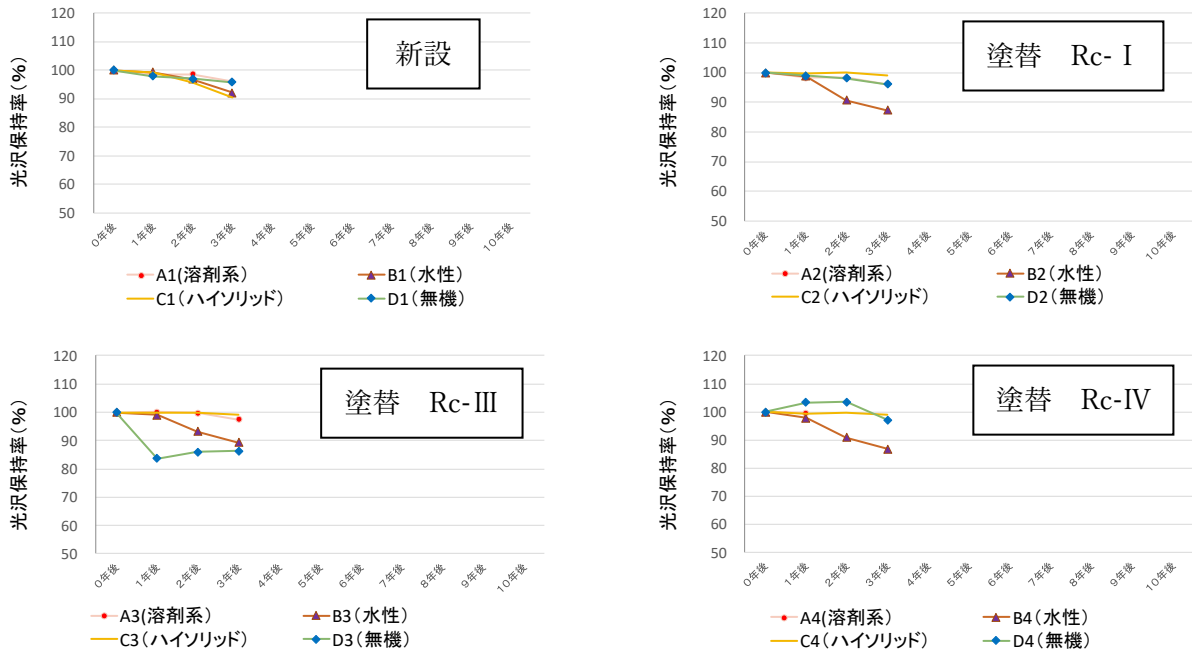 新設
光沢保持率(%)
120
110
100
90
80
70
60
50
0年後 1年後 2年後 3年後 4年後 5年後 6年後 7年後 8年後 9年後 10年後
A1(溶剤系) B1(水性)
C1(ハイソリッド) D1(無機)
塗替 Rc-Ⅰ
光沢保持率(%)
120
110
100
90
80
70
60
50
0年後 1年後 2年後 3年後 4年後 5年後 6年後 7年後 8年後 9年後 10年後
A2(溶剤系) B2(水性)
C2(ハイソリッド) D2(無機)
塗替 Rc-Ⅲ
光沢保持率(%)
120
110
100
90
80
70
60
50
0年後 1年後 2年後 3年後 4年後 5年後 6年後 7年後 8年後 9年後 10年後
A3(溶剤系) B3(水性)
C3(ハイソリッド) D3(無機)
塗替 Rc-Ⅳ
光沢保持率(%)
120
110
100
90
80
70
60
50
0年後 1年後 2年後 3年後 4年後 5年後 6年後 7年後 8年後 9年後 10年後
A4(溶剤系) B4(水性)
C4(ハイソリッド) D4(無機)